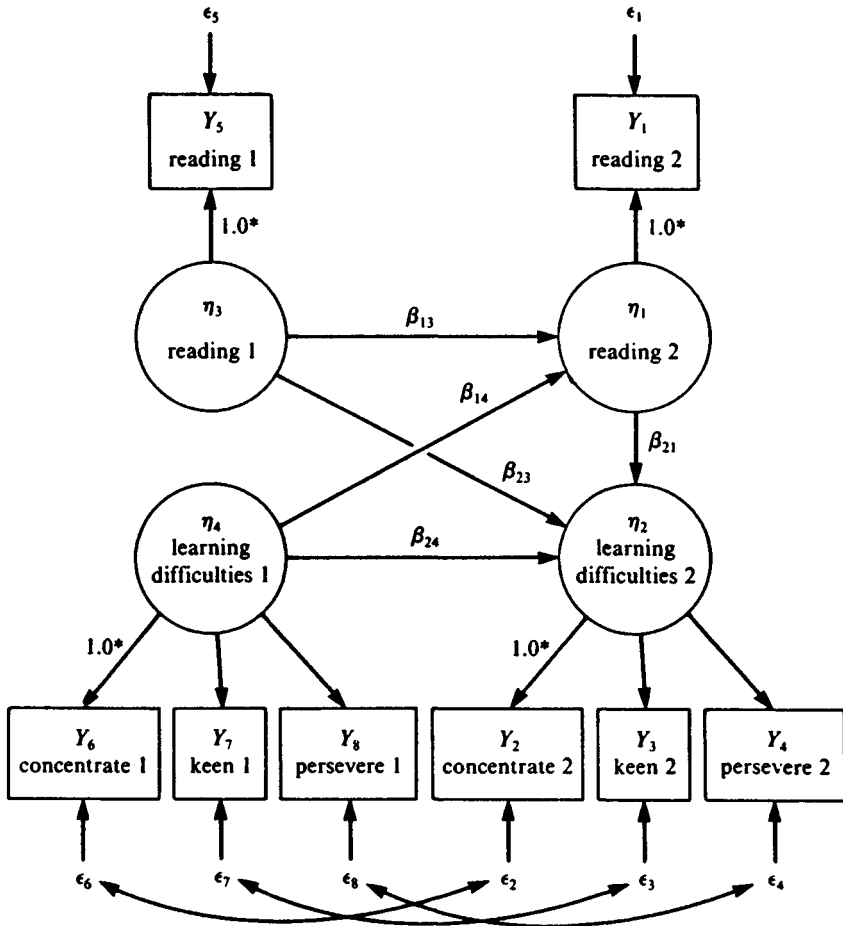 ϵ₅
ϵ₁
Y₅
reading 1
Y₁
reading 2
1.0*
1.0*
η₃
reading 1
β₁₃
η₁
reading 2
β₁₄
β₂₁
β₂₃
η₄
learning
difficulties 1
β₂₄
η₂
learning
difficulties 2
1.0*
1.0*
Y₆
concentrate 1
Y₇
keen 1
Y₈
persevere 1
Y₂
concentrate 2
Y₃
keen 2
Y₄
persevere 2
ϵ₆
ϵ₇
ϵ₈
ϵ₂
ϵ₃
ϵ₄